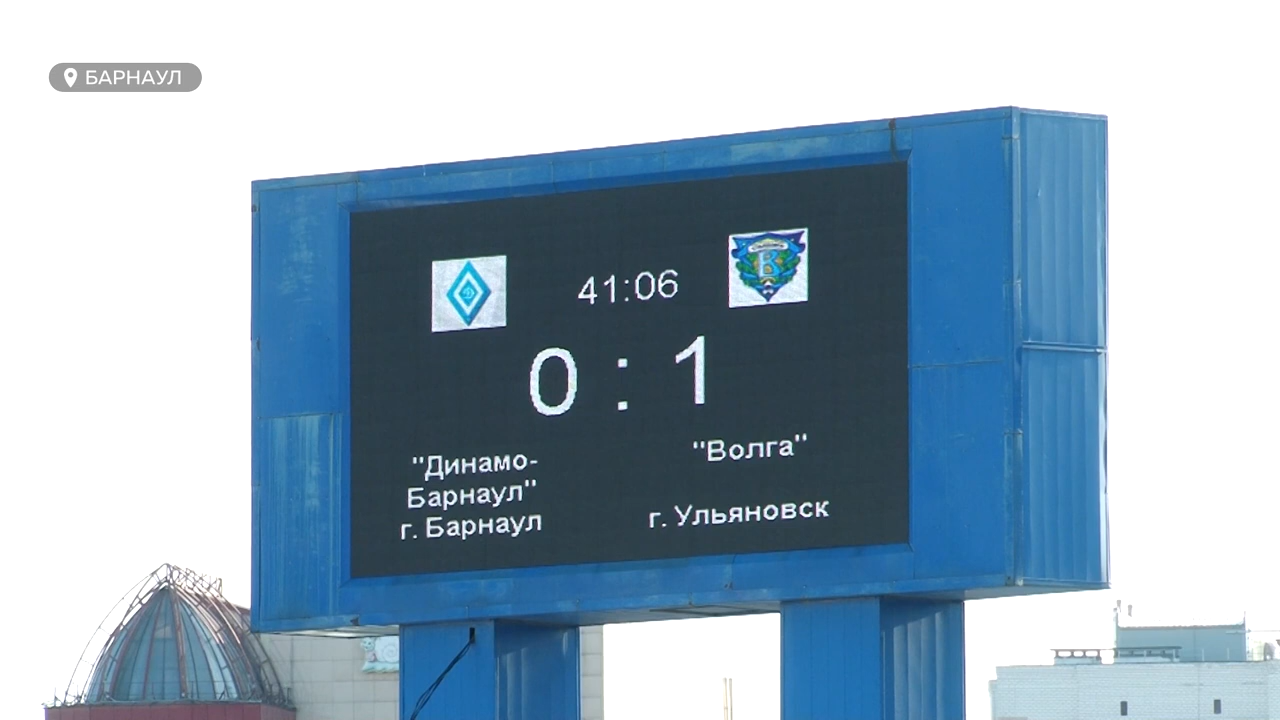 БАРНАУЛ
41:06
0 : 1
"Динамо-
Барнаул"
г. Барнаул
"Волга"
г. Ульяновск